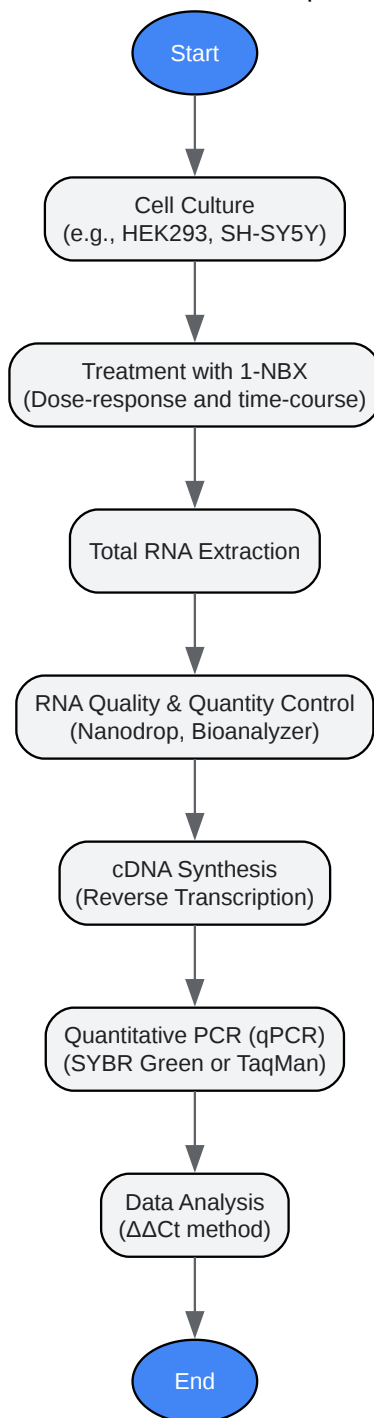 Start
Cell Culture
(e.g., HEK293, SH-SY5Y)
Treatment with 1-NBX
(Dose-response and time-course)
Total RNA Extraction
RNA Quality & Quantity Control
(Nanodrop, Bioanalyzer)
cDNA Synthesis
(Reverse Transcription)
Quantitative PCR (qPCR)
(SYBR Green or TaqMan)
Data Analysis
(ΔΔCt method)
End